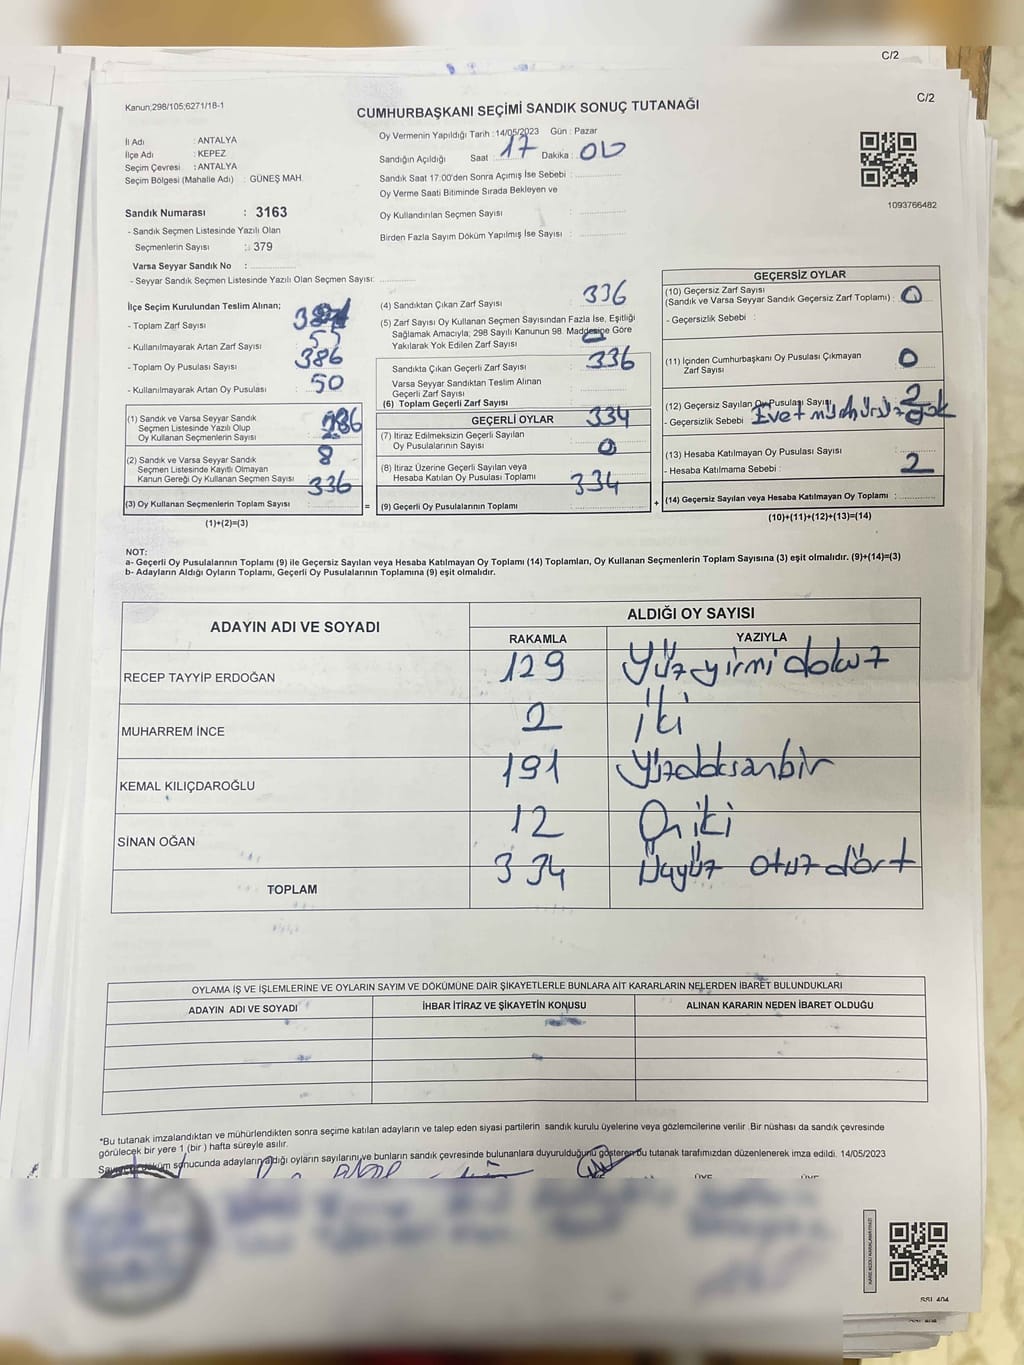 C/2
C/2
Kanun;298/105;6271/18-1
CUMHURBAŞKANI SEÇİMİ SANDIK SONUÇ TUTANAĞI
İl Adı : ANTALYA
İlçe Adı : KEPEZ
Seçim Çevresi : ANTALYA
Seçim Bölgesi (Mahalle Adı) : GÜNEŞ MAH.
Sandık Numarası : 3163
- Sandık Seçmen Listesinde Yazılı Olan
Seçmenlerin Sayısı : 379
Varsa Seyyar Sandık No :
- Seyyar Sandık Seçmen Listesinde Yazılı Olan Seçmen Sayısı:
Oy Vermenin Yapıldığı Tarih : 14/05/2023 Gün : Pazar
Sandığın Açıldığı Saat : 17 Dakika :
Sandık Saat 17.00'den Sonra Açımış İse Sebebi :
Oy Verme Saati Bitiminde Sırada Bekleyen ve
Oy Kullandırılan Seçmen Sayısı :
Birden Fazla Sayım Döküm Yapılmış İse Sayısı :
1093766482
İlçe Seçim Kurulundan Teslim Alınan;
- Toplam Zarf Sayısı :
- Kullanılmayarak Artan Zarf Sayısı :
- Toplam Oy Pusulası Sayısı : 386
- Kullanılmayarak Artan Oy Pusulası : 50
(1) Sandık ve Varsa Seyyar Sandık
Seçmen Listesinde Yazılı Olup
Oy Kullanan Seçmenlerin Sayısı
(2) Sandık ve Varsa Seyyar Sandık
Seçmen Listesinde Kayıtlı Olmayan
Kanun Gereği Oy Kullanan Seçmen Sayısı : 8
(3) Oy Kullanan Seçmenlerin Toplam Sayısı : 336
(1)+(2)=(3)
(4) Sandıktan Çıkan Zarf Sayısı : 336
(5) Zarf Sayısı Oy Kullanan Seçmen Sayısından Fazla İse, Eşitliği
Sağlamak Amacıyla; 298 Sayılı Kanunun 98. Maddesine Göre
Yakılarak Yok Edilen Zarf Sayısı :
Sandıkta Çıkan Geçerli Zarf Sayısı : 336
Varsa Seyyar Sandıktan Teslim Alınan
Geçerli Zarf Sayısı :
(6) Toplam Geçerli Zarf Sayısı :
GEÇERLİ OYLAR
(7) İtiraz Edilmeksizin Geçerli Sayılan 334
Oy Pusulalarının Sayısı
(8) İtiraz Üzerine Geçerli Sayılan veya 0
Hesaba Katılan Oy Pusulası Toplamı
= (9) Geçerli Oy Pusulalarının Toplamı : 334
GEÇERSİZ OYLAR
(10) Geçersiz Zarf Sayısı
(Sandık ve Varsa Seyyar Sandık Geçersiz Zarf Toplamı) : 0
- Geçersizlik Sebebi :
(11) İçinden Cumhurbaşkanı Oy Pusulası Çıkmayan 0
Zarf Sayısı
(12) Geçersiz Sayılan Oy Pusulası Sayısı : 2
- Geçersizlik Sebebi : Evet mührü yok
(13) Hesaba Katılmayan Oy Pusulası Sayısı :
- Hesaba Katılmama Sebebi :
+ (14) Geçersiz Sayılan veya Hesaba Katılmayan Oy Toplamı : 2
(10)+(11)+(12)+(13)=(14)
NOT:
a- Geçerli Oy Pusulalarının Toplamı (9) ile Geçersiz Sayılan veya Hesaba Katılmayan Oy Toplamı (14) Toplamları, Oy Kullanan Seçmenlerin Toplam Sayısına (3) eşit olmalıdır. (9)+(14)=(3)
b- Adayların Aldığı Oyların Toplamı, Geçerli Oy Pusulalarının Toplamına (9) eşit olmalıdır.
ADAYIN ADI VE SOYADI ALDIĞI OY SAYISI
RAKAMLA YAZIYLA
RECEP TAYYİP ERDOĞAN 129 Yüzyirmidokuz
MUHARREM İNCE 2 iki
KEMAL KILIÇDAROĞLU 191 Yüzdoksanbir
SİNAN OĞAN 12 On iki
TOPLAM 334 Üçyüz otuz dört
OYLAMA İŞ VE İŞLEMLERİNE VE OYLARIN SAYIM VE DÖKÜMÜNE DAİR ŞİKAYETLERLE BUNLARA AİT KARARLARIN NELERDEN İBARET BULUNDUKLARI
ADAYIN ADI VE SOYADI İHBAR İTİRAZ VE ŞİKAYETİN KONUSU ALINAN KARARIN NEDEN İBARET OLDUĞU
*Bu tutanak imzalandıktan ve mühürlendikten sonra seçime katılan adayların ve talep eden siyasi partilerin sandık kurulu üyelerine veya gözlemcilerine verilir .Bir nüshası da sandık çevresinde
görülecek bir yere 1 (bir ) hafta süreyle asılır.
Sayım ve döküm sonucunda adayların aldığı oyların sayılarını ve bunların sandık çevresinde bulunanlara duyurulduğunu gösteren bu tutanak tarafımızdan düzenlenerek imza edildi. 14/05/2023
ÜYE ÜYE